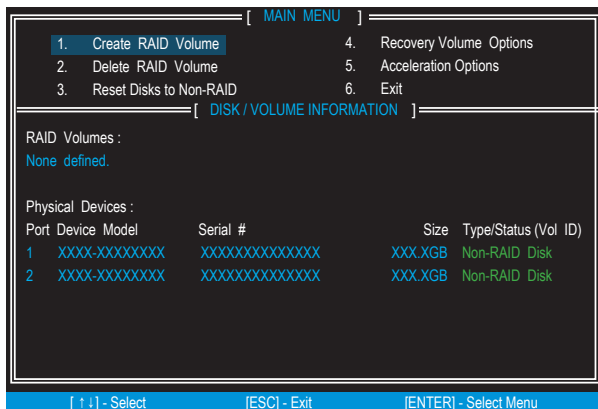 [ MAIN MENU ]
1. Create RAID Volume 4. Recovery Volume Options
2. Delete RAID Volume 5. Acceleration Options
3. Reset Disks to Non-RAID 6. Exit
[ DISK / VOLUME INFORMATION ]
RAID Volumes :
None defined.
Physical Devices :
Port Device Model Serial # Size Type/Status (Vol ID)
1 XXXX-XXXXXXXX XXXXXXXXXXXXXX XXX.XGB Non-RAID Disk
2 XXXX-XXXXXXXX XXXXXXXXXXXXXX XXX.XGB Non-RAID Disk
[ ↑↓] - Select [ESC] - Exit [ENTER] - Select Menu